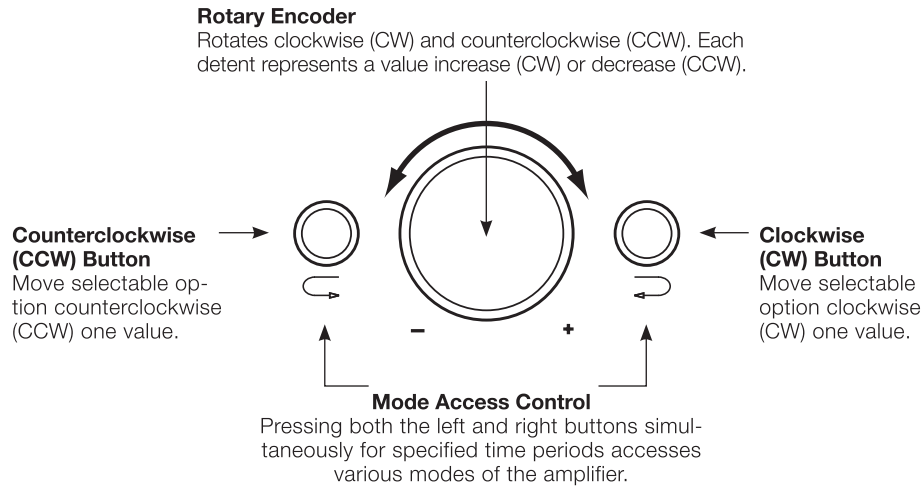 Rotary Encoder
Rotates clockwise (CW) and counterclockwise (CCW). Each
detent represents a value increase (CW) or decrease (CCW).
Counterclockwise
(CCW) Button
Move selectable op-
tion counterclockwise
(CCW) one value.
Clockwise
(CW) Button
Move selectable
option clockwise
(CW) one value.
– +
Mode Access Control
Pressing both the left and right buttons simul-
taneously for specified time periods accesses
various modes of the amplifier.